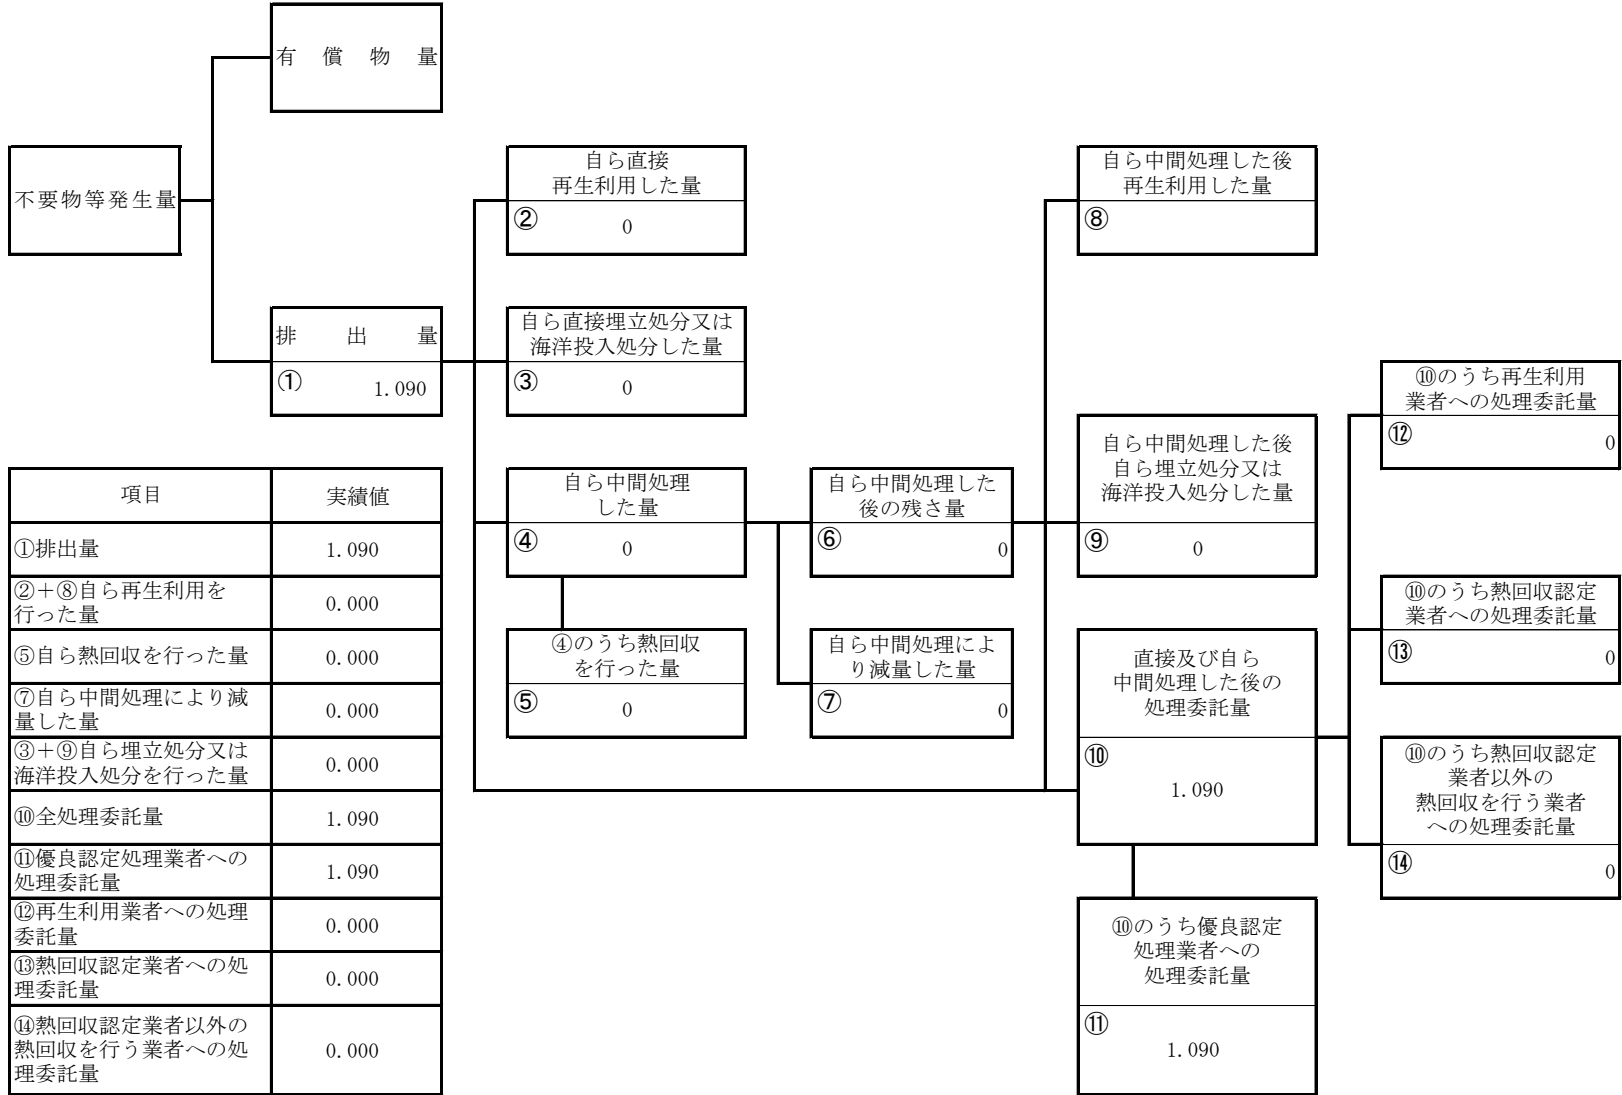 有償物量
不要物等発生量
排出量
① 1.090
自ら直接
再生利用した量
② 0
自ら直接埋立処分又は
海洋投入処分した量
③ 0
自ら中間処理
した量
④ 0
④のうち熱回収
を行った量
⑤ 0
自ら中間処理した
後の残さ量
⑥ 0
自ら中間処理によ
り減量した量
⑦ 0
自ら中間処理した後
再生利用した量
⑧
自ら中間処理した後
自ら埋立処分又は
海洋投入処分した量
⑨ 0
直接及び自ら
中間処理した後の
処理委託量
⑩
1.090
⑩のうち優良認定
処理業者への
処理委託量
⑪
1.090
⑩のうち再生利用
業者への処理委託量
⑫ 0
⑩のうち熱回収認定
業者への処理委託量
⑬ 0
⑩のうち熱回収認定
業者以外の
熱回収を行う業者
への処理委託量
⑭ 0
項目 実績値
①排出量 1.090
②＋⑧自ら再生利用を
行った量 0.000
⑤自ら熱回収を行った量 0.000
⑦自ら中間処理により減
量した量 0.000
③＋⑨自ら埋立処分又は
海洋投入処分を行った量 0.000
⑩全処理委託量 1.090
⑪優良認定処理業者への
処理委託量 1.090
⑫再生利用業者への処理
委託量 0.000
⑬熱回収認定業者への処
理委託量 0.000
⑭熱回収認定業者以外の
熱回収を行う業者への処
理委託量 0.000